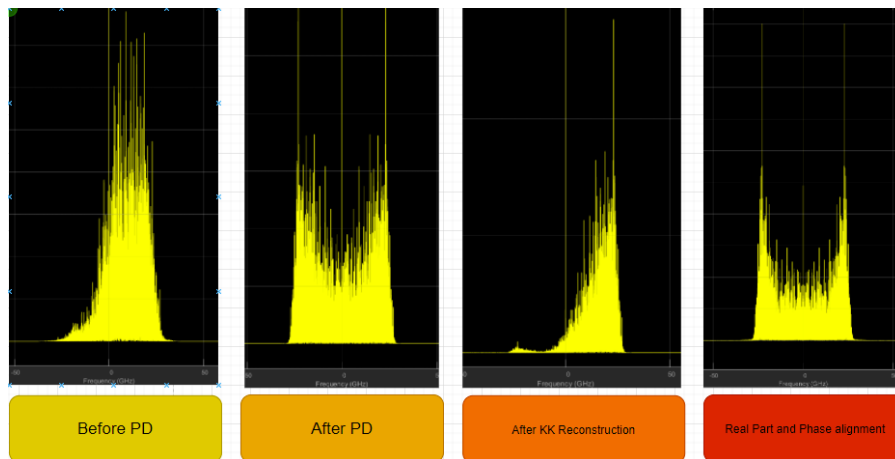 -50 0 50
Frequency (GHz)
-50 0 50
Frequency (GHz)
-50 0 50
Frequency (GHz)
-50 0 50
Frequency (GHz)
Before PD
After PD
After KK Reconstruction
Real Part and Phase alignment